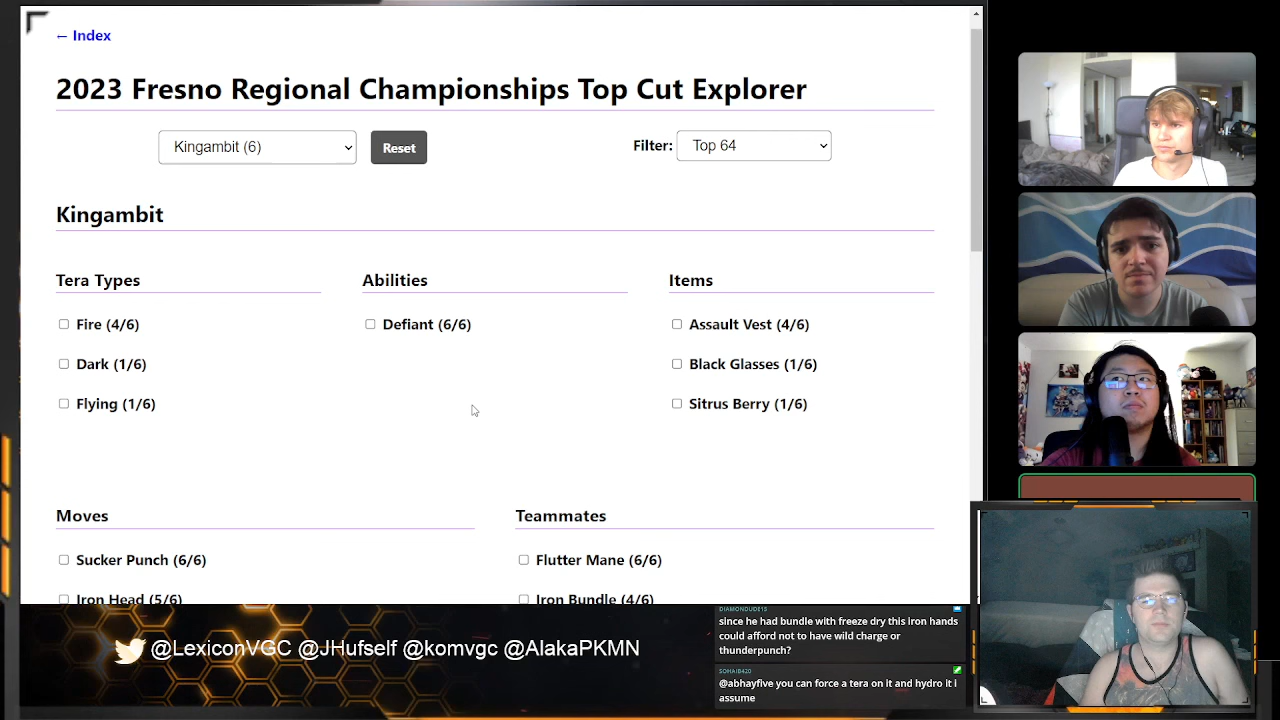 ← Index
2023 Fresno Regional Championships Top Cut Explorer
Kingambit (6)
Reset
Filter:
Top 64
Kingambit
Tera Types
Fire (4/6)
Dark (1/6)
Flying (1/6)
Abilities
Defiant (6/6)
Items
Assault Vest (4/6)
Black Glasses (1/6)
Sitrus Berry (1/6)
Moves
Sucker Punch (6/6)
Iron Head (5/6)
Teammates
Flutter Mane (6/6)
Iron Bundle (4/6)
@LexiconVGC @JHufself @komvgc @AlakaPKMN
DIAMONDUDE15
since he had bundle with freeze dry this iron hands
could afford not to have wild charge or
thunderpunch?
SOHAIB420
@abhayfive you can force a tera on it and hydro it i
assume